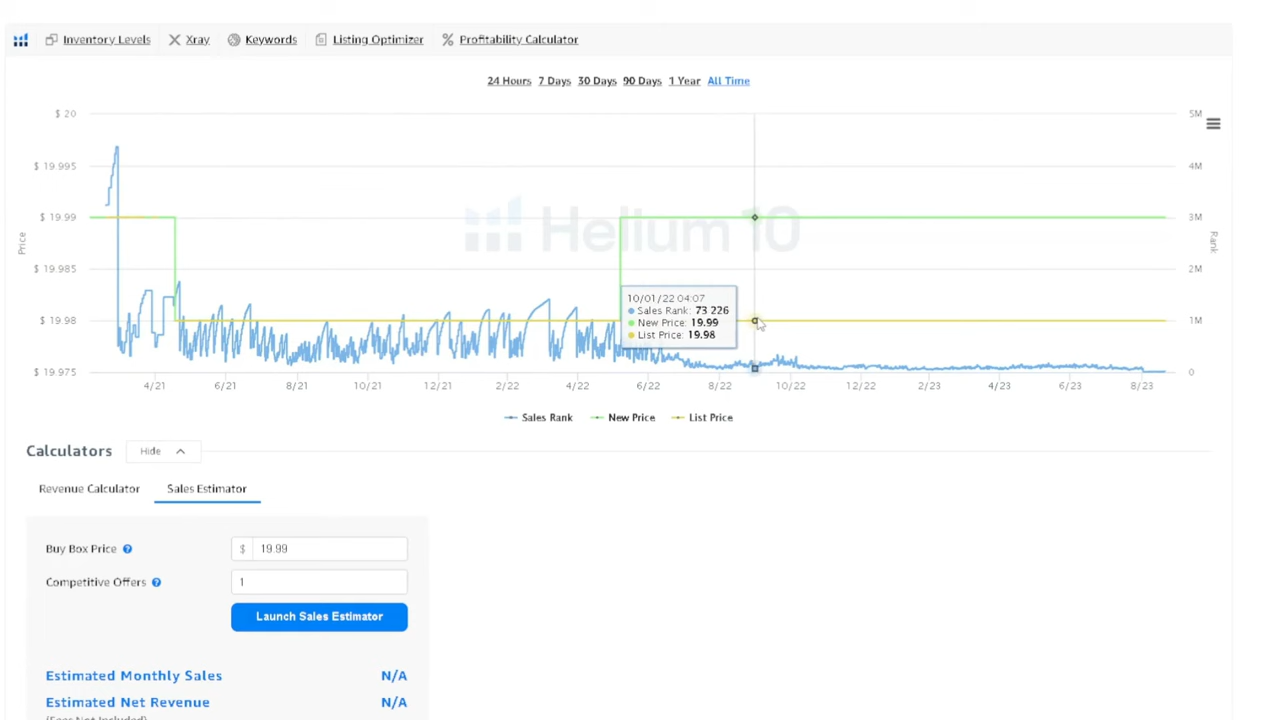 Inventory Levels Xray Keywords Listing Optimizer Profitability Calculator
24 Hours 7 Days 30 Days 90 Days 1 Year All Time
$ 20 5M
$ 19.995 4M
$ 19.99 3M
Helium 10
Price Rank
$ 19.985 2M
10/01/22 04:07
Sales Rank: 73 226
$ 19.98 1M
New Price: 19.99
List Price: 19.98
$ 19.975 0
4/21 6/21 8/21 10/21 12/21 2/22 4/22 6/22 8/22 10/22 12/22 2/23 4/23 6/23 8/23
Sales Rank New Price List Price
Calculators Hide
Revenue Calculator Sales Estimator
Buy Box Price ? $ 19.99
Competitive Offers ? 1
Launch Sales Estimator
Estimated Monthly Sales N/A
Estimated Net Revenue N/A
(Fees Not Included)